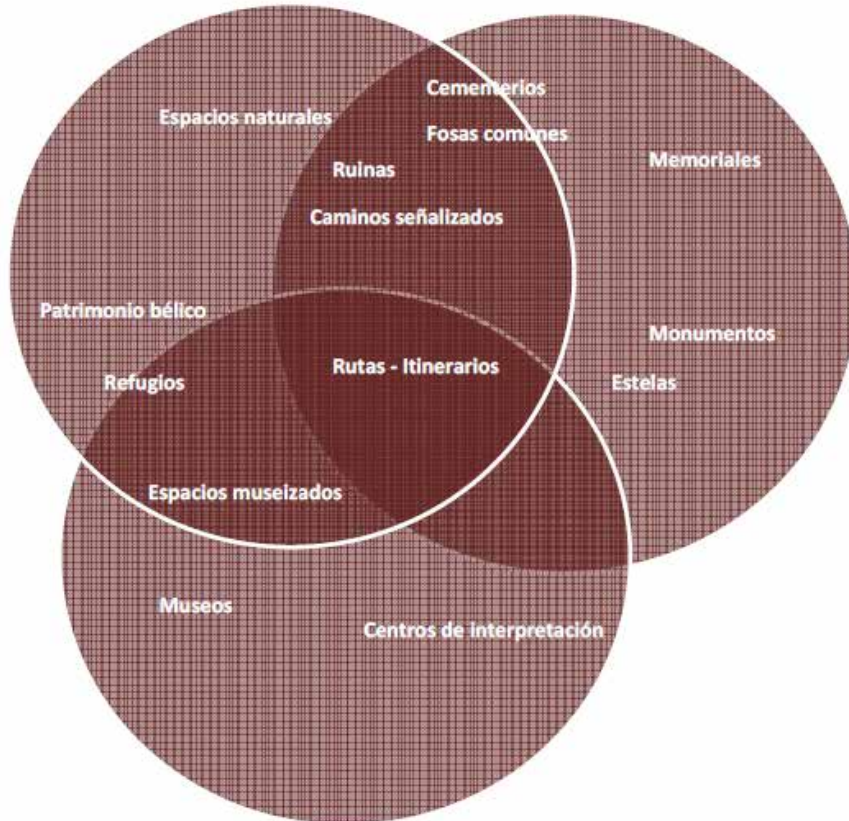 Cementerios
Espacios naturales
Fosas comunes
Memoriales
Ruinas
Caminos señalizados
Patrimonio bélico
Monumentos
Rutas - Itinerarios
Refugios
Estelas
Espacios museizados
Museos
Centros de interpretación